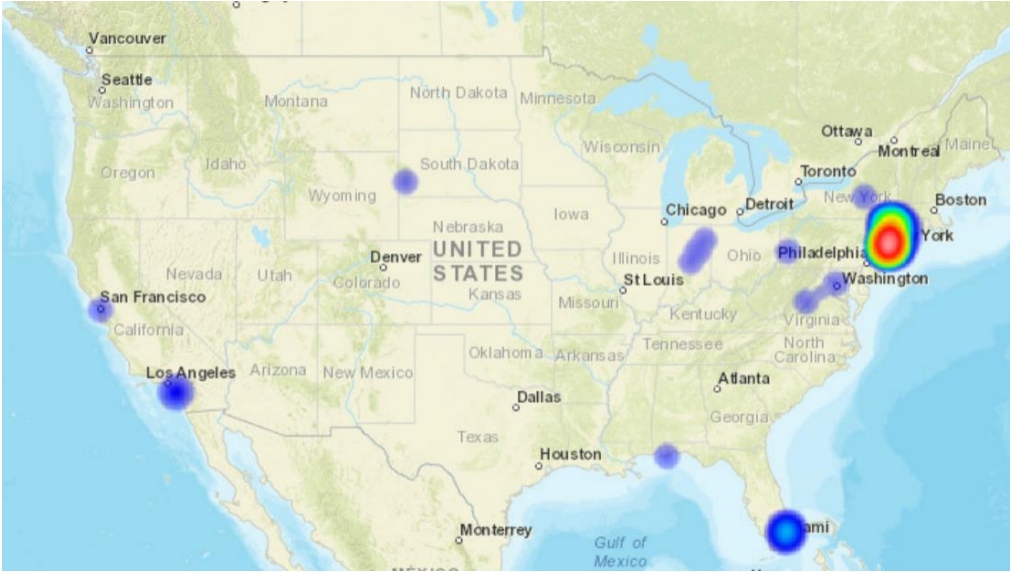 Vancouver
Seattle
Washington
Montana
North Dakota
Minnesota
Ottawa
Montreal
Maine
Oregon
Idaho
South Dakota
Wisconsin
Toronto
Wyoming
New York
Boston
Iowa
Chicago
Detroit
Nebraska
York
UNITED
STATES
Denver
Illinois
Ohio
Philadelphia
Nevada
Utah
Colorado
St Louis
Washington
San Francisco
Kansas
Missouri
Kentucky
Virginia
California
Oklahoma
Arkansas
Tennessee
North
Carolina
Los Angeles
Arizona
New Mexico
Atlanta
Dallas
Georgia
Texas
Houston
Monterrey
ami
Gulf of
Mexico
MÉXICO